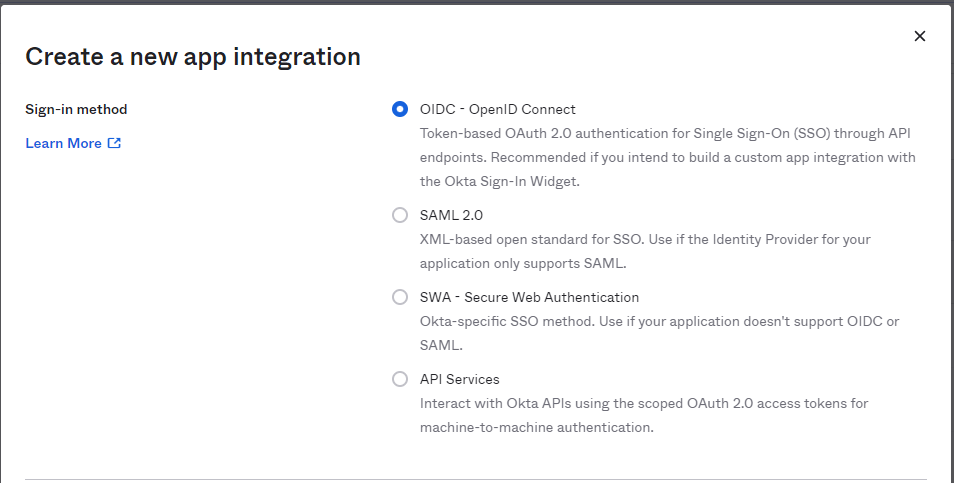 Create a new app integration
Sign-in method
Learn More
OIDC - OpenID Connect
Token-based OAuth 2.0 authentication for Single Sign-On (SSO) through API
endpoints. Recommended if you intend to build a custom app integration with
the Okta Sign-In Widget.
SAML 2.0
XML-based open standard for SSO. Use if the Identity Provider for your
application only supports SAML.
SWA - Secure Web Authentication
Okta-specific SSO method. Use if your application doesn't support OIDC or
SAML.
API Services
Interact with Okta APIs using the scoped OAuth 2.0 access tokens for
machine-to-machine authentication.